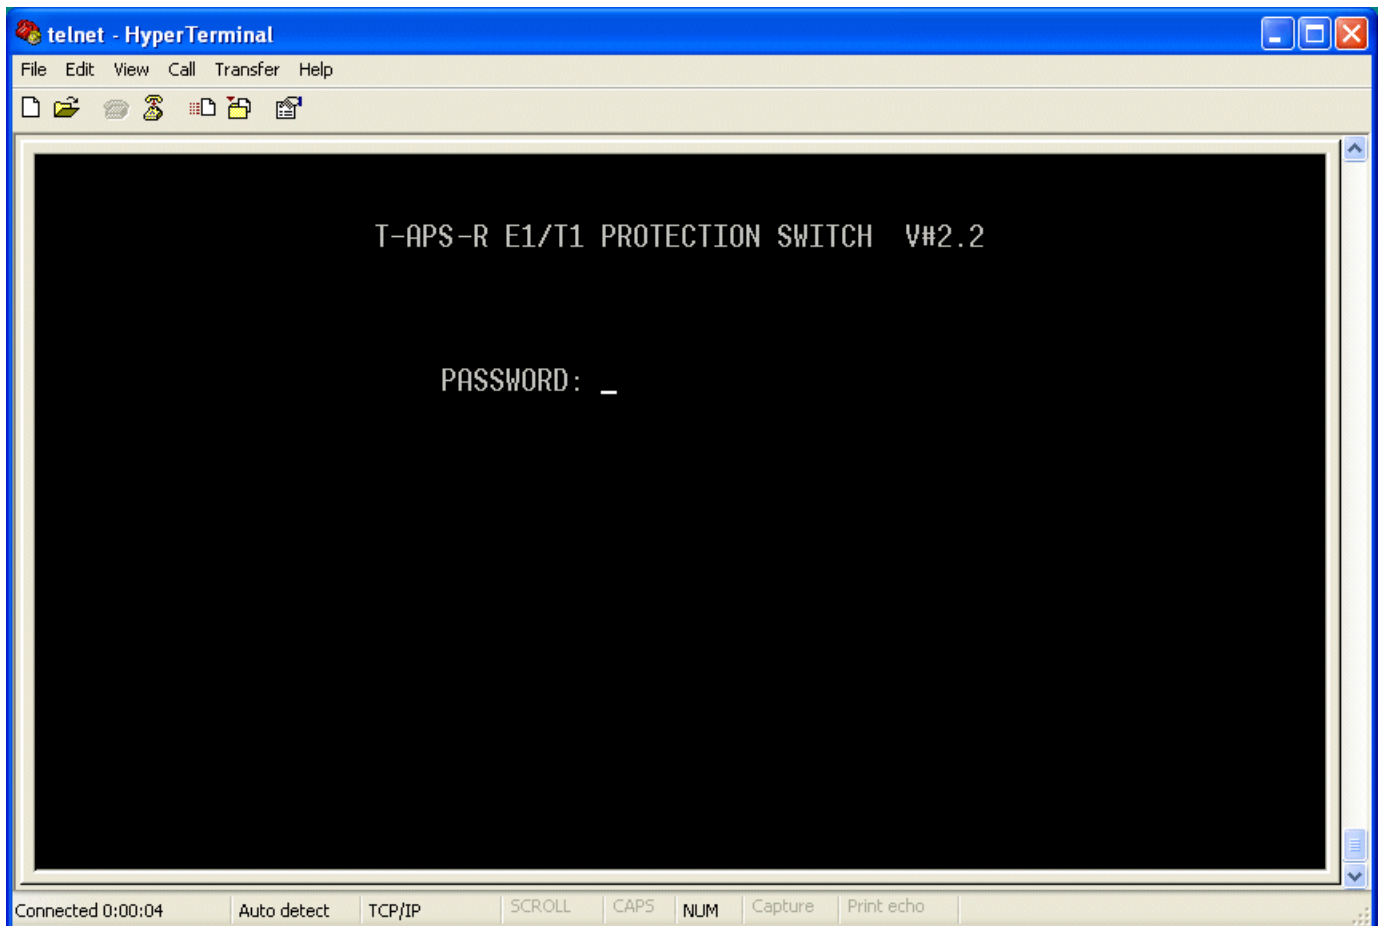 telnet - HyperTerminal
File Edit View Call Transfer Help
T-APS-R E1/T1 PROTECTION SWITCH V#2.2
PASSWORD: _
Connected 0:00:04 Auto detect TCP/IP SCROLL CAPS NUM Capture Print echo